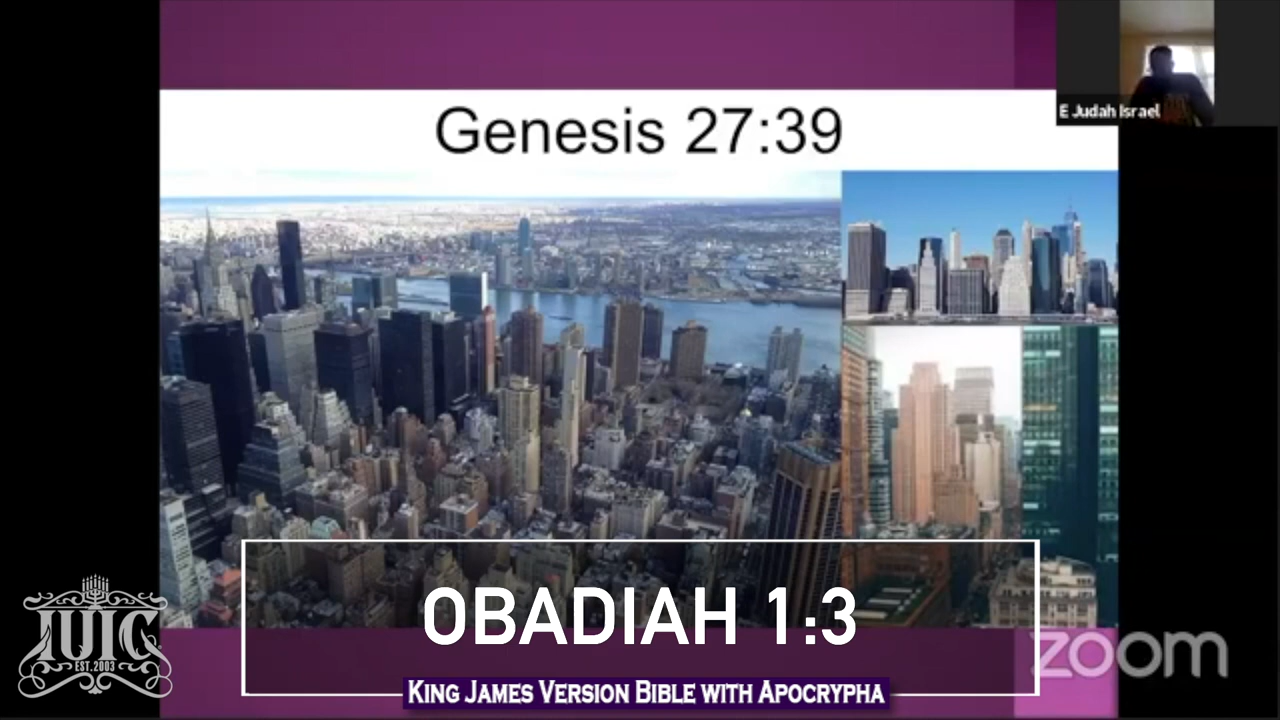 Genesis 27:39
E Judah Israel
OBADIAH 1:3
KING JAMES VERSION BIBLE WITH APOCRYPHA
IUIC
EST. 2003
zoom